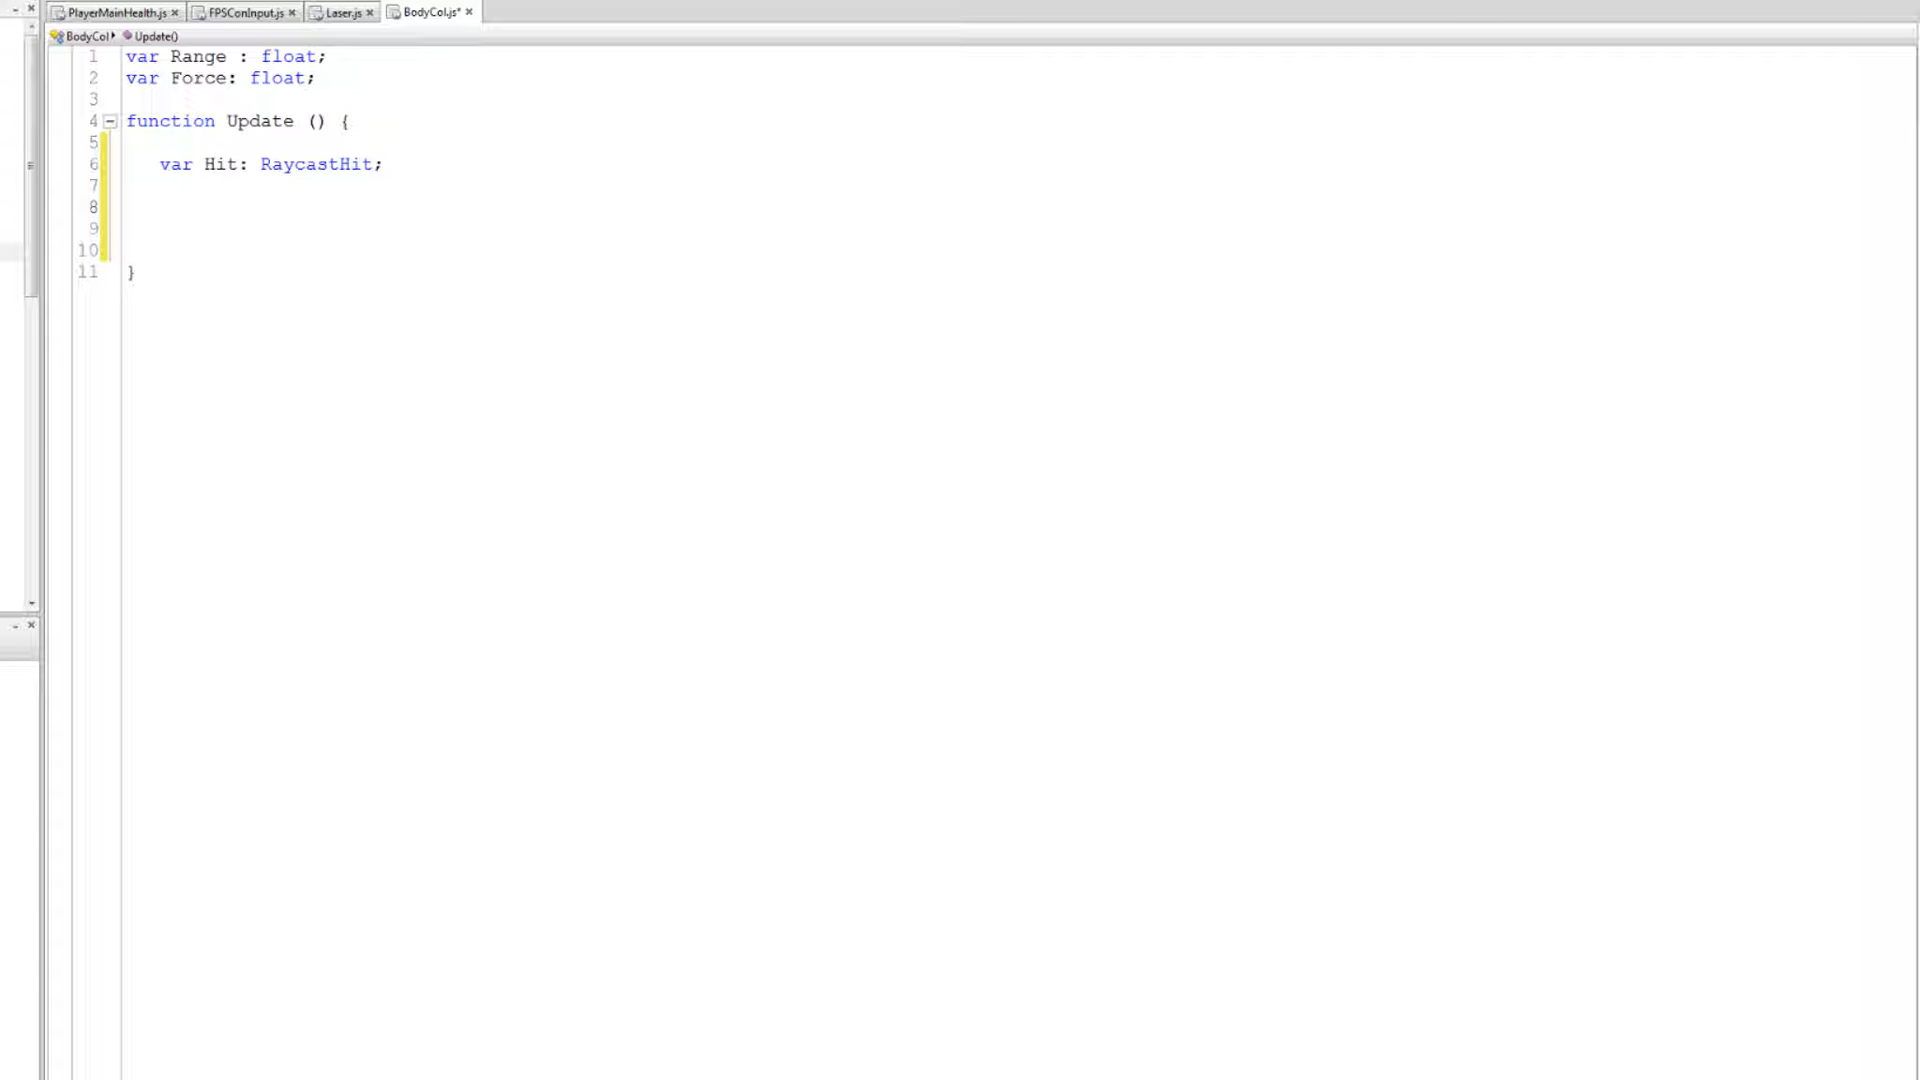 PlayerMainHealth.js
FPSConInput.js
Laser.js
BodyCol.js*
BodyCol
Update()
1 var Range : float;
2 var Force: float;
3
4 function Update () {
5
6 var Hit: RaycastHit;
7
8
9
10
11 }